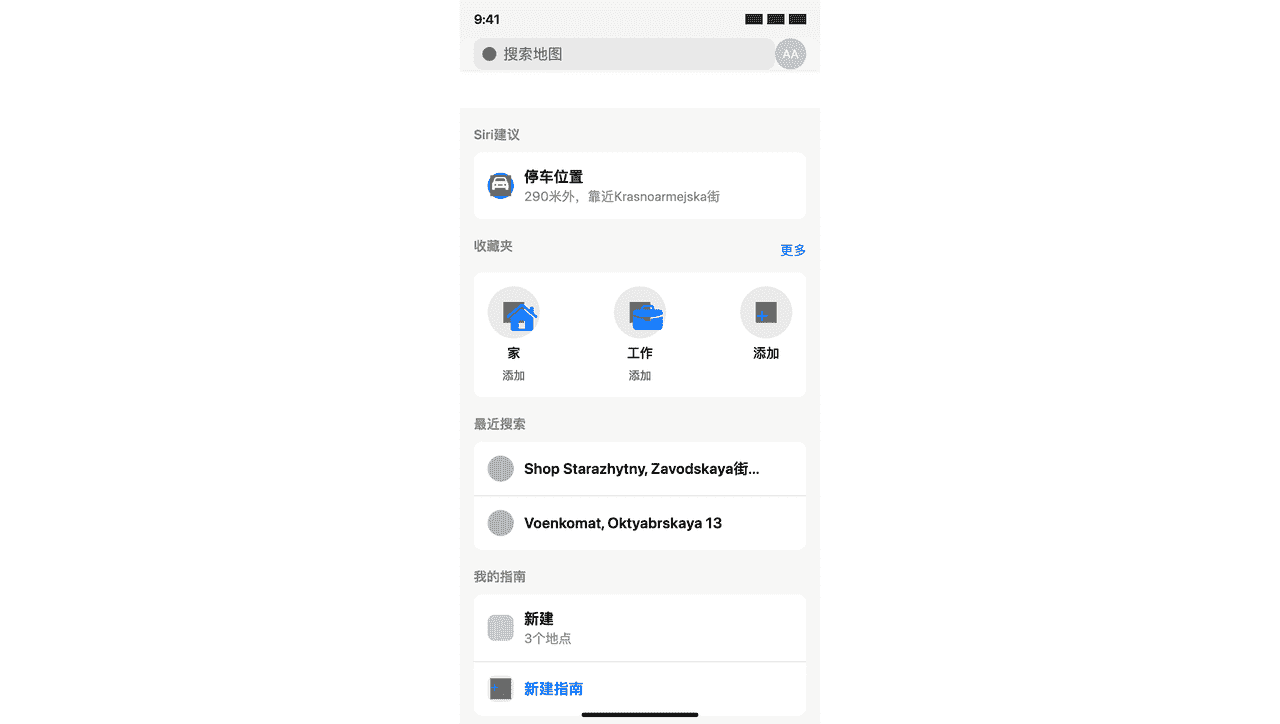 9:41
搜索地图
AA
Siri建议
停车位置
290米外，靠近Krasnoarmejska街
收藏夹
更多
家
工作
添加
添加
添加
最近搜索
Shop Starazhytny, Zavodskaya街...
Voenkomat, Oktyabrskaya 13
我的指南
新建
3个地点
新建指南